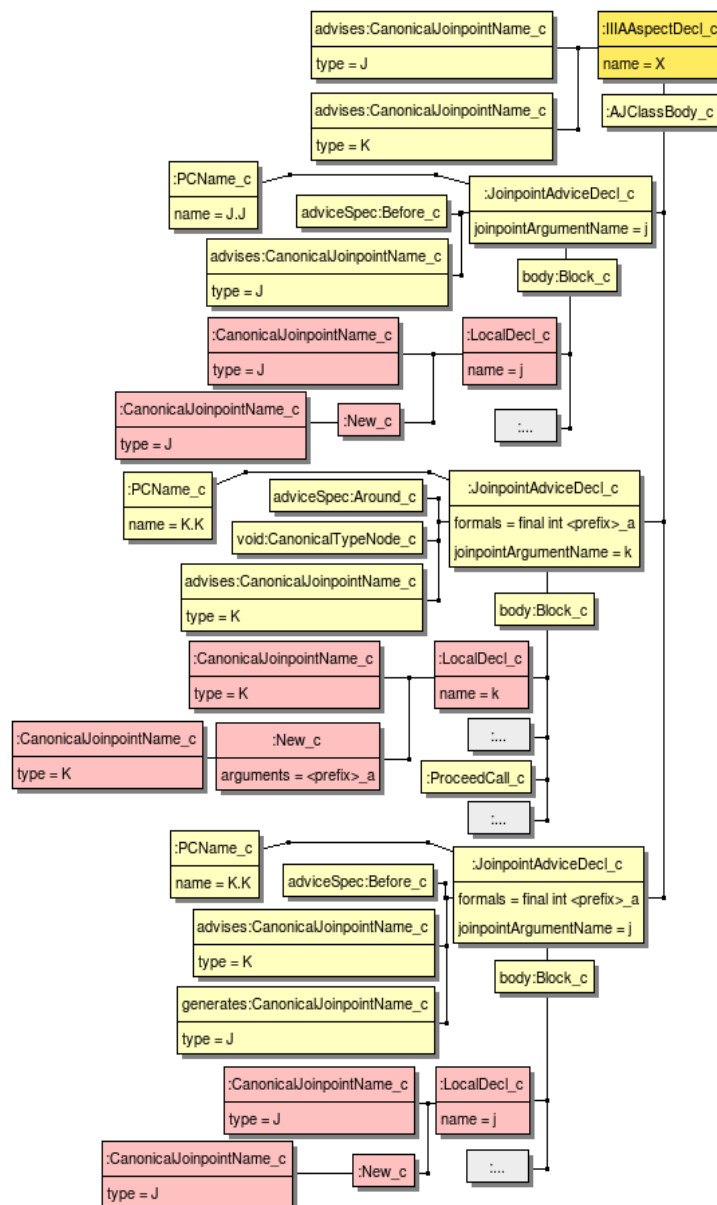 advises:CanonicalJoinpointName_c
type = J
:IIIAAspectDecl_c
name = X
advises:CanonicalJoinpointName_c
type = K
:AJClassBody_c
:PCName_c
name = J.J
adviceSpec:Before_c
:JoinpointAdviceDecl_c
joinpointArgumentName = j
advises:CanonicalJoinpointName_c
type = J
body:Block_c
:CanonicalJoinpointName_c
type = J
:LocalDecl_c
name = j
:CanonicalJoinpointName_c
type = J
:New_c
:...
:PCName_c
name = K.K
adviceSpec:Around_c
void:CanonicalTypeNode_c
:JoinpointAdviceDecl_c
formals = final int <prefix>_a
joinpointArgumentName = k
advises:CanonicalJoinpointName_c
type = K
body:Block_c
:CanonicalJoinpointName_c
type = K
:LocalDecl_c
name = k
:CanonicalJoinpointName_c
type = K
:New_c
arguments = <prefix>_a
:...
:ProceedCall_c
:...
:PCName_c
name = K.K
adviceSpec:Before_c
:JoinpointAdviceDecl_c
formals = final int <prefix>_a
joinpointArgumentName = j
advises:CanonicalJoinpointName_c
type = K
generates:CanonicalJoinpointName_c
type = J
body:Block_c
:CanonicalJoinpointName_c
type = J
:LocalDecl_c
name = j
:CanonicalJoinpointName_c
type = J
:New_c
:...